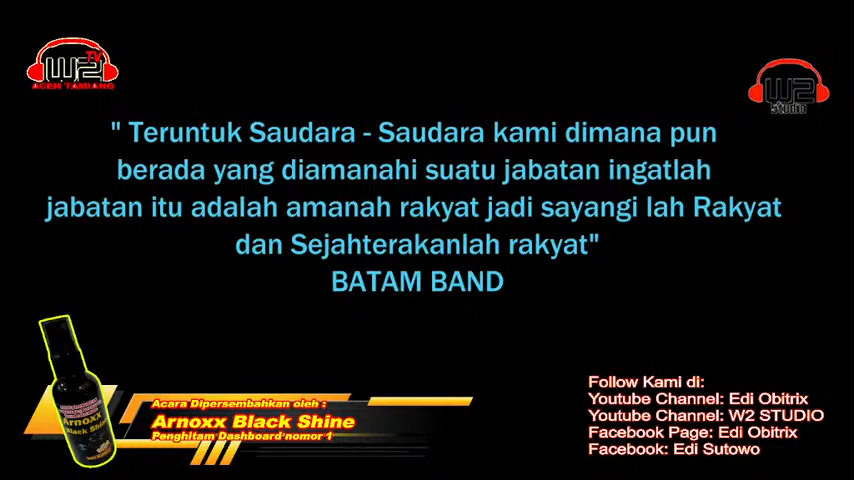 W2
TV
ACEH TAMIANG
W2
Studio
" Teruntuk Saudara - Saudara kami dimana pun
berada yang diamanahi suatu jabatan ingatlah
jabatan itu adalah amanah rakyat jadi sayangi lah Rakyat
dan Sejahterakanlah rakyat"
BATAM BAND
Arnoxx
Black Shine
Acara Dipersembahkan oleh :
Arnoxx Black Shine
Penghitam Dashboard nomor 1
Follow Kami di:
Youtube Channel: Edi Obitrix
Youtube Channel: W2 STUDIO
Facebook Page: Edi Obitrix
Facebook: Edi Sutowo